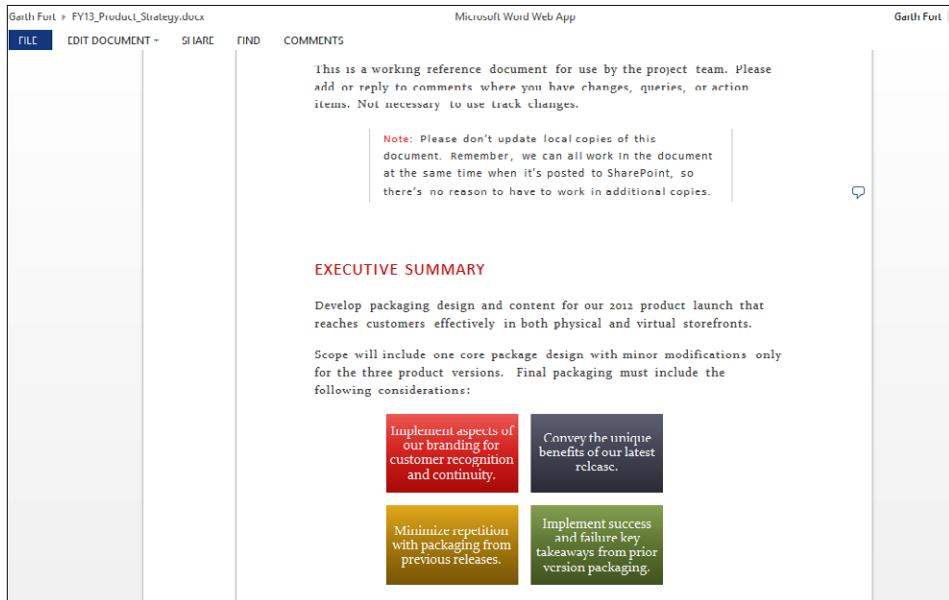 Garth Fort ▸ FY13_Product_Strategy.docx
Microsoft Word Web App
Garth Fort
FILE
EDIT DOCUMENT
SHARE
FIND
COMMENTS
This is a working reference document for use by the project team. Please
add or reply to comments where you have changes, queries, or action
items. Not necessary to use track changes.
Note: Please don't update local copies of this
document. Remember, we can all work in the document
at the same time when it's posted to SharePoint, so
there's no reason to have to work in additional copies.
EXECUTIVE SUMMARY
Develop packaging design and content for our 2012 product launch that
reaches customers effectively in both physical and virtual storefronts.
Scope will include one core package design with minor modifications only
for the three product versions. Final packaging must include the
following considerations:
Implement aspects of
our branding for
customer recognition
and continuity.
Convey the unique
benefits of our latest
release.
Minimize repetition
with packaging from
previous releases.
Implement success
and failure key
takeaways from prior
version packaging.